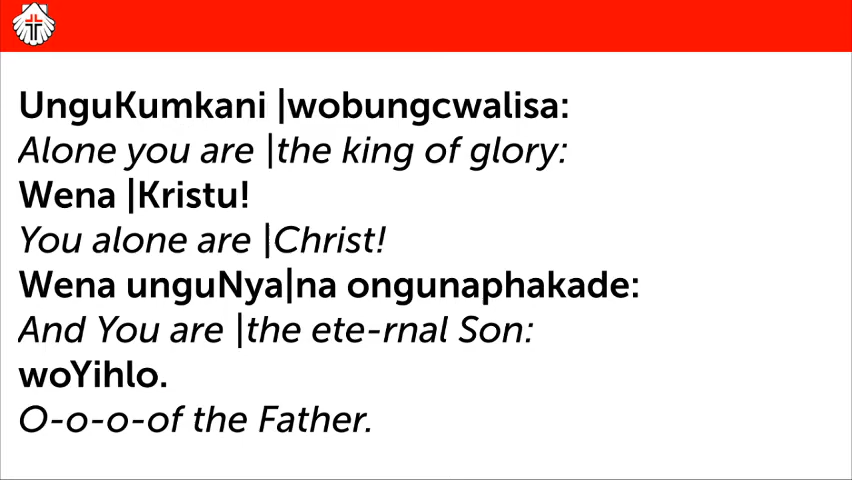 UnguKumkani |wobungcwalisa:
Alone you are |the king of glory:
Wena |Kristu!
You alone are |Christ!
Wena unguNya|na ongunaphakade:
And You are |the ete-rnal Son:
woYihlo.
O-o-o-of the Father.